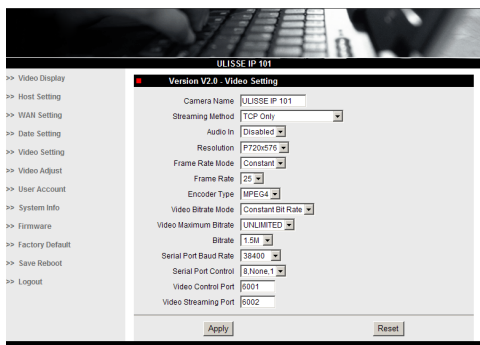 ULISSE IP 101
>> Video Display
>> Host Setting
>> WAN Setting
>> Date Setting
>> Video Setting
>> Video Adjust
>> User Account
>> System Info
>> Firmware
>> Factory Default
>> Save Reboot
>> Logout
Version V2.0 - Video Setting
Camera Name ULISSE IP 101
Streaming Method TCP Only
Audio In Disabled
Resolution P720x576
Frame Rate Mode Constant
Frame Rate 25
Encoder Type MPEG4
Video Bitrate Mode Constant Bit Rate
Video Maximum Bitrate UNLIMITED
Bitrate 1.5M
Serial Port Baud Rate 38400
Serial Port Control 8,None,1
Video Control Port 6001
Video Streaming Port 6002
Apply Reset